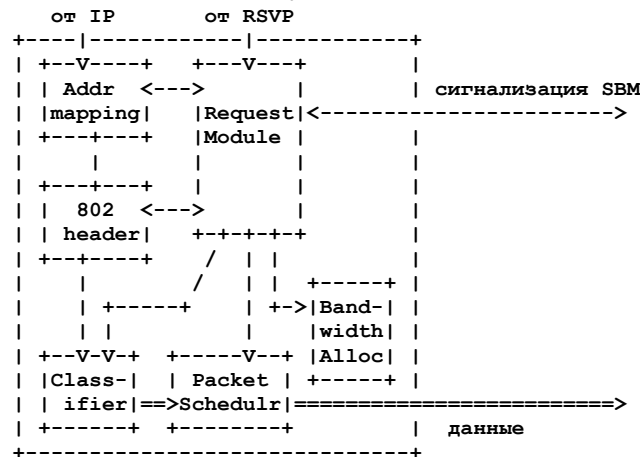 от IP от RSVP
Addr
mapping Request сигнализация SBM
Module
802
header
Band-
width
Class- Packet Alloc
ifier Schedulr
данные